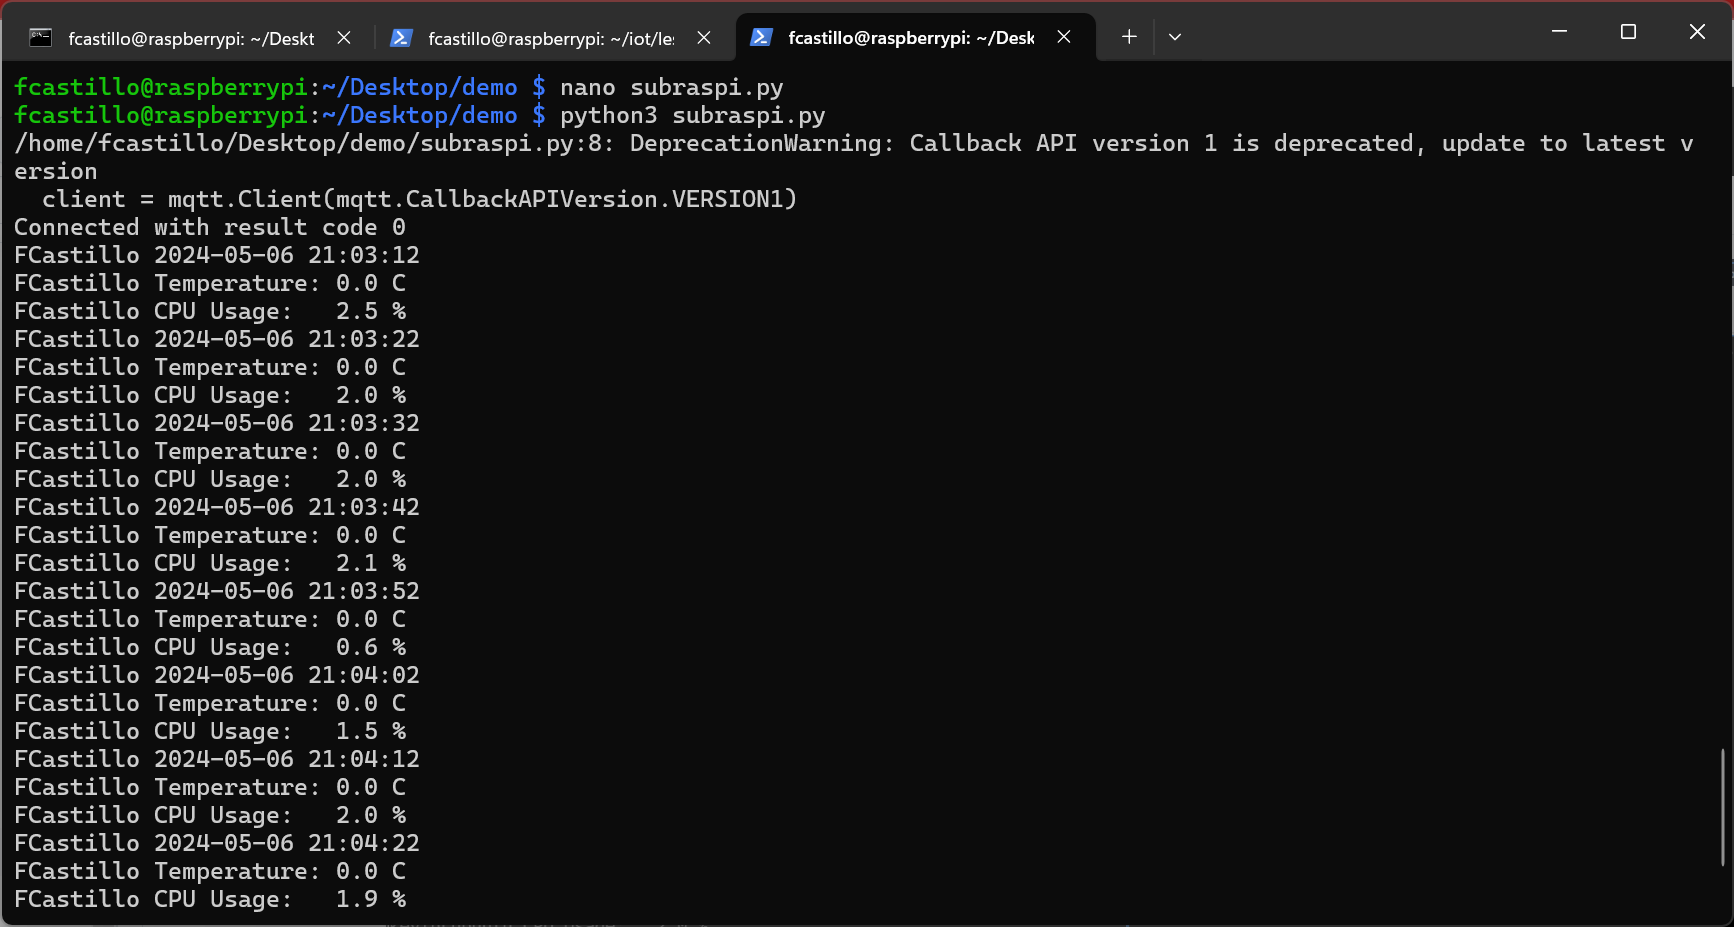 fcastillo@raspberrypi: ~/Deskt
fcastillo@raspberrypi: ~/iot/le
fcastillo@raspberrypi: ~/Desk
fcastillo@raspberrypi:~/Desktop/demo $ nano subraspi.py
fcastillo@raspberrypi:~/Desktop/demo $ python3 subraspi.py
/home/fcastillo/Desktop/demo/subraspi.py:8: DeprecationWarning: Callback API version 1 is deprecated, update to latest v
ersion
  client = mqtt.Client(mqtt.CallbackAPIVersion.VERSION1)
Connected with result code 0
FCastillo 2024-05-06 21:03:12
FCastillo Temperature: 0.0 C
FCastillo CPU Usage:   2.5 %
FCastillo 2024-05-06 21:03:22
FCastillo Temperature: 0.0 C
FCastillo CPU Usage:   2.0 %
FCastillo 2024-05-06 21:03:32
FCastillo Temperature: 0.0 C
FCastillo CPU Usage:   2.0 %
FCastillo 2024-05-06 21:03:42
FCastillo Temperature: 0.0 C
FCastillo CPU Usage:   2.1 %
FCastillo 2024-05-06 21:03:52
FCastillo Temperature: 0.0 C
FCastillo CPU Usage:   0.6 %
FCastillo 2024-05-06 21:04:02
FCastillo Temperature: 0.0 C
FCastillo CPU Usage:   1.5 %
FCastillo 2024-05-06 21:04:12
FCastillo Temperature: 0.0 C
FCastillo CPU Usage:   2.0 %
FCastillo 2024-05-06 21:04:22
FCastillo Temperature: 0.0 C
FCastillo CPU Usage:   1.9 %